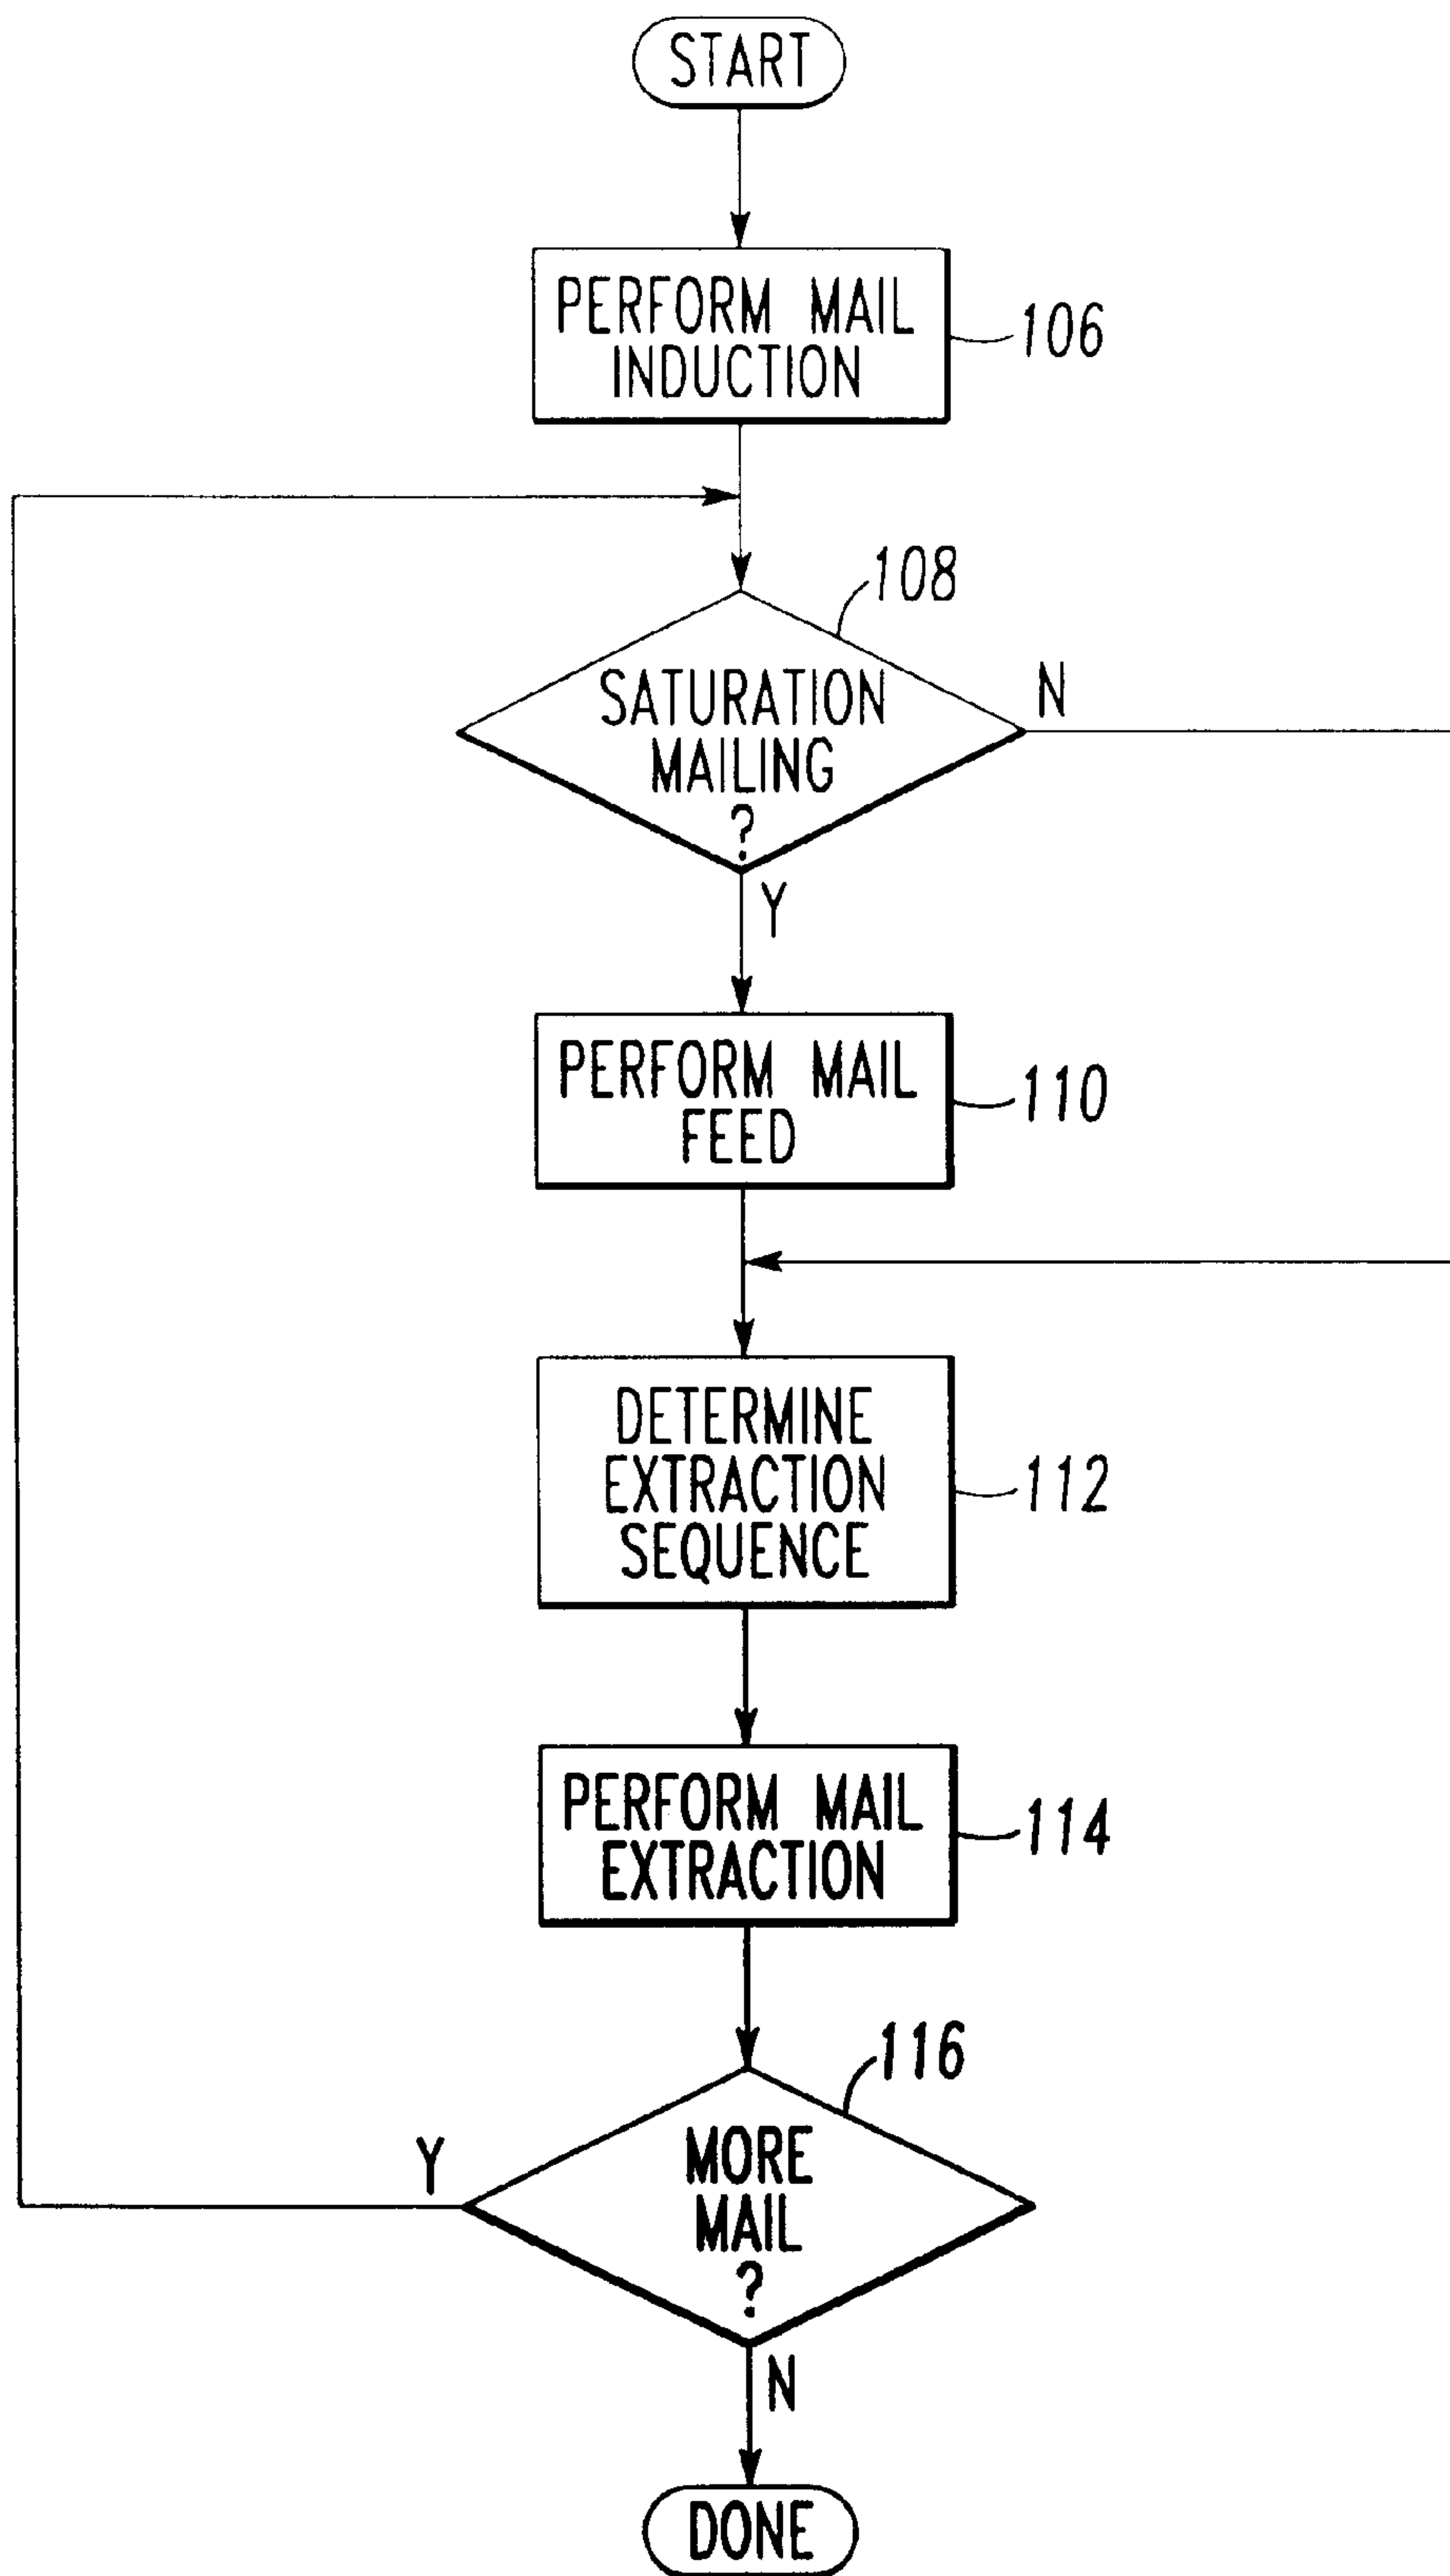 START
PERFORM MAIL
INDUCTION
106
108
SATURATION
MAILING
?
N
Y
PERFORM MAIL
FEED
110
DETERMINE
EXTRACTION
SEQUENCE
112
PERFORM MAIL
EXTRACTION
114
116
MORE
MAIL
?
Y
N
DONE